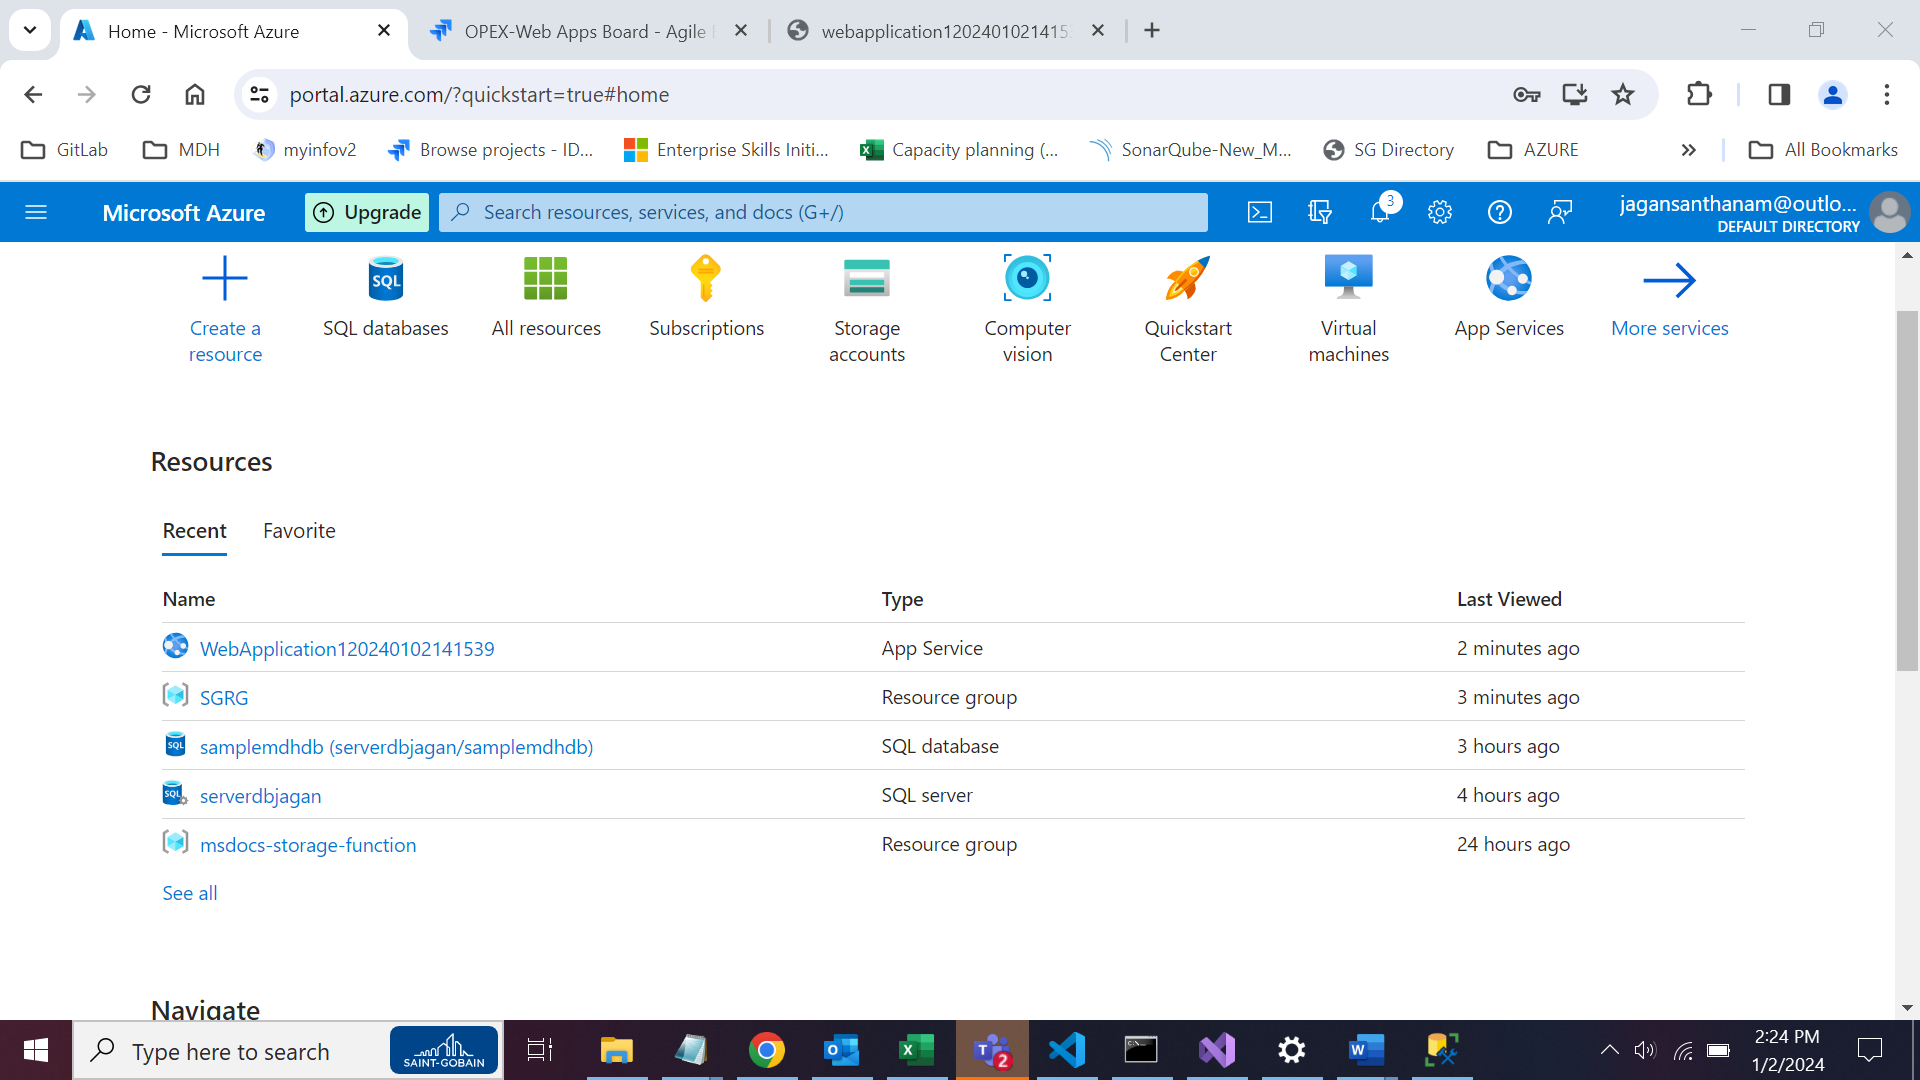 Home - Microsoft Azure
OPEX-Web Apps Board - Agile
webapplication120240102141539
portal.azure.com/?quickstart=true#home
GitLab
MDH
myinfov2
Browse projects - ID...
Enterprise Skills Initi...
Capacity planning (...
SonarQube-New_M...
SG Directory
AZURE
All Bookmarks
Microsoft Azure
Upgrade
Search resources, services, and docs (G+/)
3
jagansanthanam@outlo...
DEFAULT DIRECTORY
Create a
resource
SQL
SQL databases
All resources
Subscriptions
Storage
accounts
Computer
vision
Quickstart
Center
Virtual
machines
App Services
More services
Resources
Recent
Favorite
Name
Type
Last Viewed
WebApplication120240102141539
App Service
2 minutes ago
SGRG
Resource group
3 minutes ago
SQL
samplemdhdb (serverdbjagan/samplemdhdb)
SQL database
3 hours ago
SQL
serverdbjagan
SQL server
4 hours ago
msdocs-storage-function
Resource group
24 hours ago
See all
Navigate
Type here to search
SAINT-GOBAIN
2
2:24 PM
1/2/2024